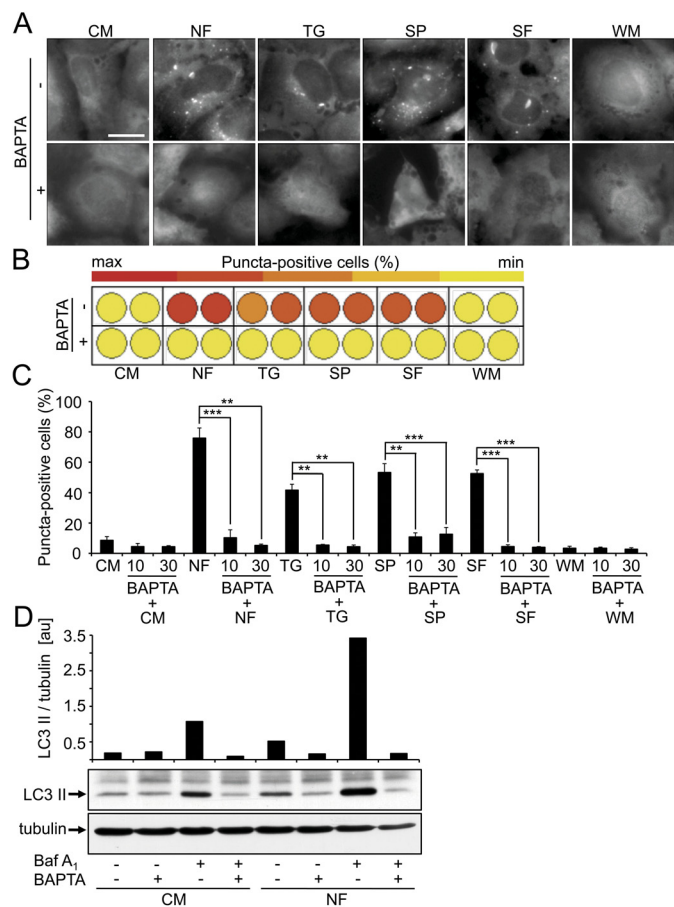 A
CM NF TG SP SF WM
BAPTA
-
+
B
max Puncta-positive cells (%) min
BAPTA
-
+
CM NF TG SP SF WM
C
Puncta-positive cells (%)
100
80
60
40
20
0
** *** ** ** *** ** *** ***
CM 10 30 NF 10 30 TG 10 30 SP 10 30 SF 10 30 WM 10 30
BAPTA BAPTA BAPTA BAPTA BAPTA BAPTA
+ + + + + +
CM NF TG SP SF WM
D
LC3 II / tubulin [au]
3.5
2.5
1.5
0.5
LC3 II
tubulin
Baf A1 - - + + - - + +
BAPTA - + - + - + - +
CM NF